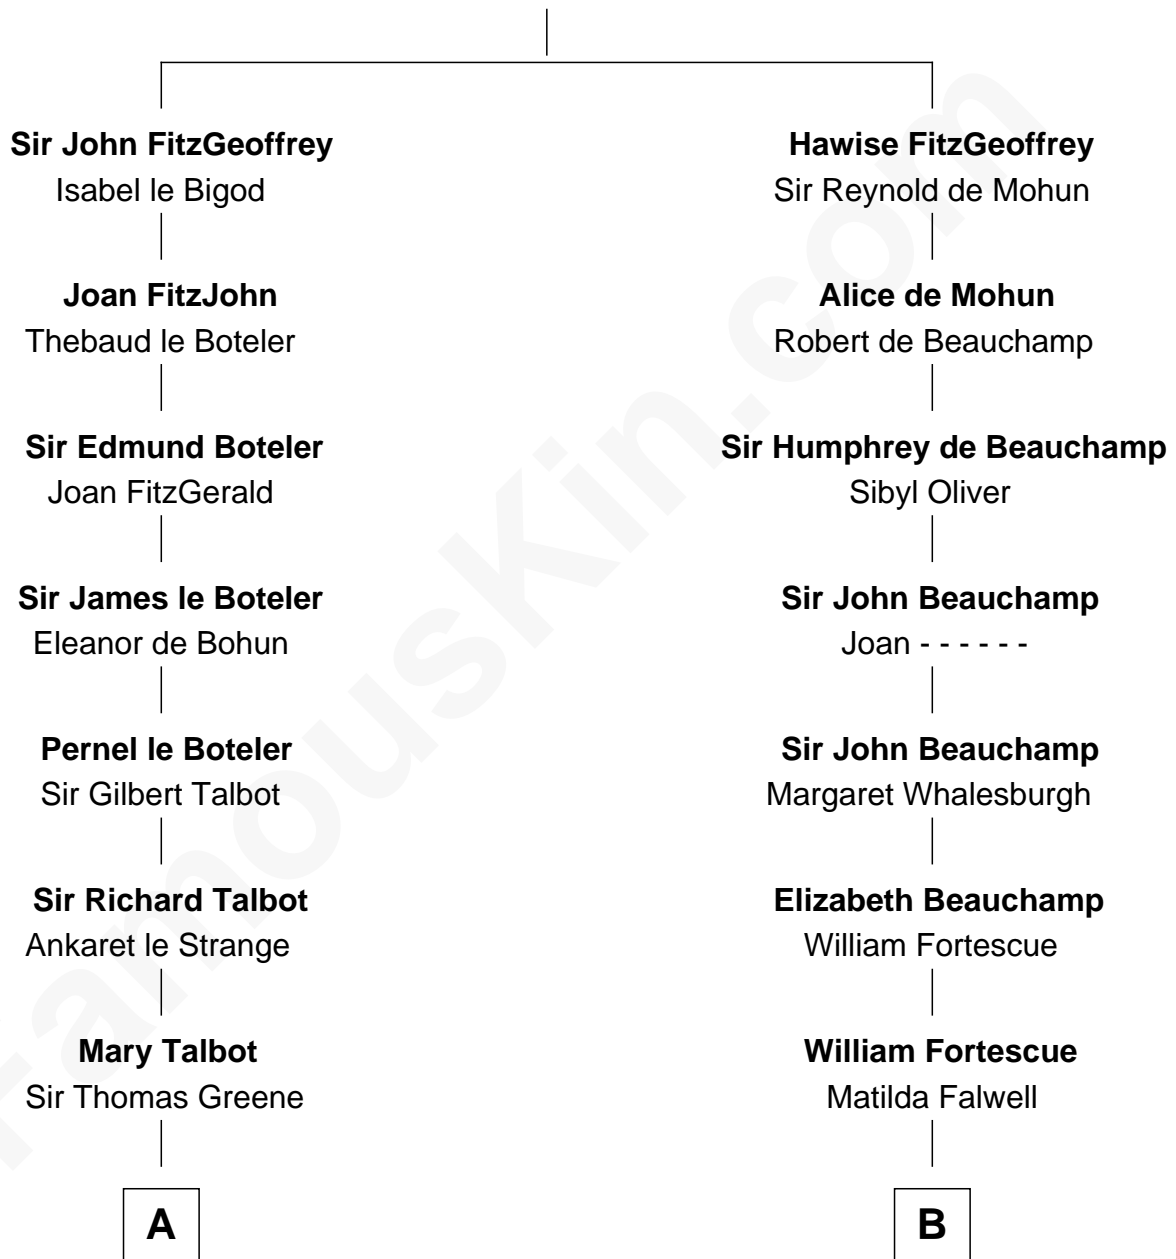 Sir John FitzGeoffrey
Isabel le Bigod
Joan FitzJohn
Thebaud le Boteler
Sir Edmund Boteler
Joan FitzGerald
Sir James le Boteler
Eleanor de Bohun
Pernel le Boteler
Sir Gilbert Talbot
Sir Richard Talbot
Ankaret le Strange
Mary Talbot
Sir Thomas Greene
A
Hawise FitzGeoffrey
Sir Reynold de Mohun
Alice de Mohun
Robert de Beauchamp
Sir Humphrey de Beauchamp
Sibyl Oliver
Sir John Beauchamp
Joan - - - - - -
Sir John Beauchamp
Margaret Whalesburgh
Elizabeth Beauchamp
William Fortescue
William Fortescue
Matilda Falwell
B
FamousKin.com